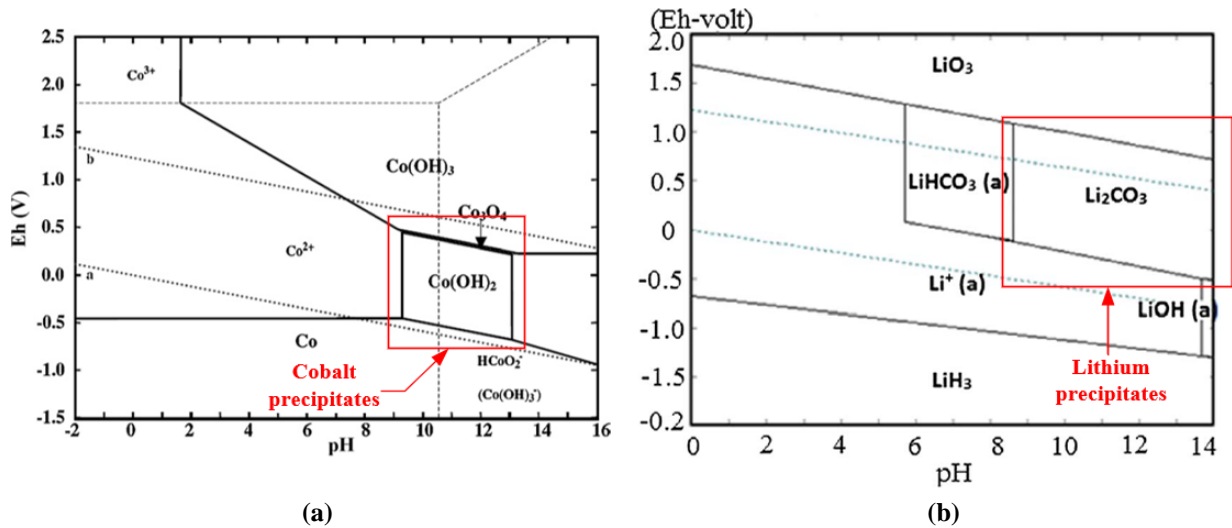 2.5
2.0
1.5
1.0
0.5
0.0
-0.5
-1.0
-1.5
Eh (V)
-2 0 2 4 6 8 10 12 14 16
pH
Co³⁺
b
Co(OH)₃
Co₃O₄
Co²⁺
a
Co(OH)₂
Co
HCoO₂⁻
(Co(OH)₃⁻)
Cobalt
precipitates
(a)
(Eh-volt)
2.0
1.5
1.0
0.5
0
-0.5
-1.0
-1.5
-0.2
0 2 4 6 8 10 12 14
pH
LiO₃
LiHCO₃ (a)
Li₂CO₃
Li⁺ (a)
LiOH (a)
LiH₃
Lithium
precipitates
(b)